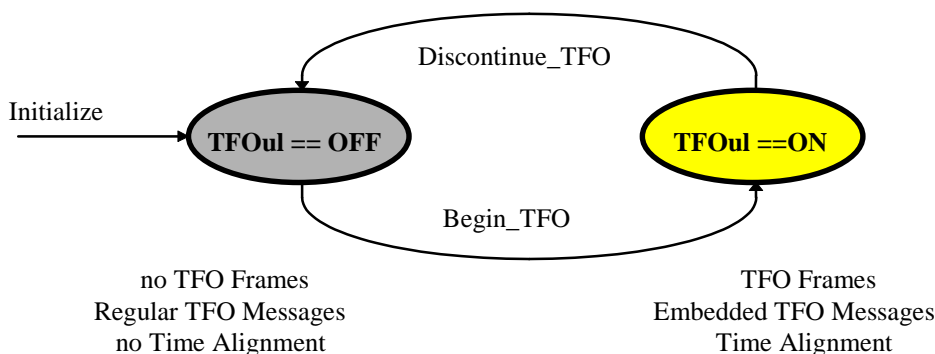 Discontinue_TFO
Initialize
TFOul == OFF
TFOul ==ON
Begin_TFO
no TFO Frames
Regular TFO Messages
no Time Alignment
TFO Frames
Embedded TFO Messages
Time Alignment